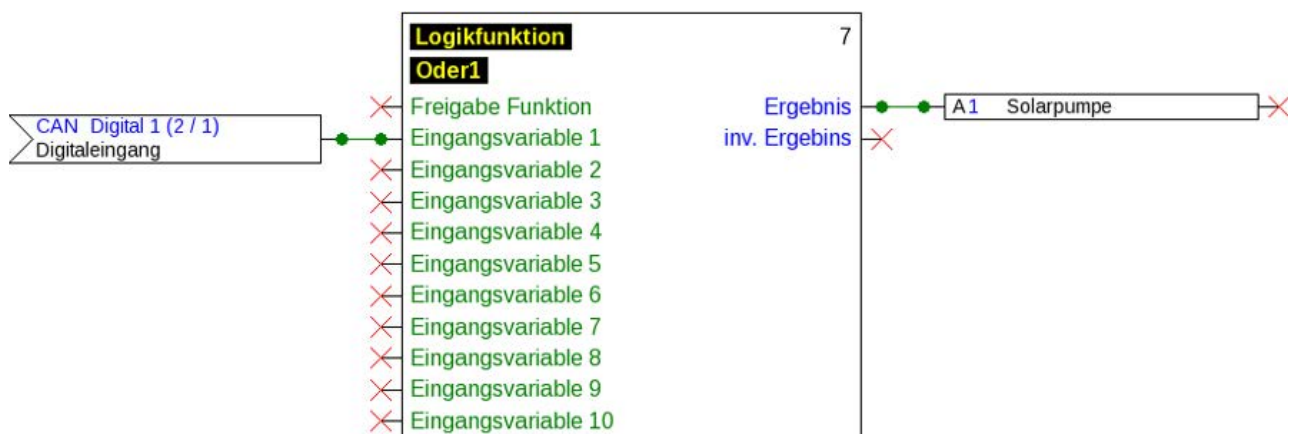 Logikfunktion 7
Oder1
Freigabe Funktion Ergebnis A1 Solarpumpe
CAN Digital 1 (2 / 1)
Digitaleingang
Eingangsvariable 1 inv. Ergebins
Eingangsvariable 2
Eingangsvariable 3
Eingangsvariable 4
Eingangsvariable 5
Eingangsvariable 6
Eingangsvariable 7
Eingangsvariable 8
Eingangsvariable 9
Eingangsvariable 10